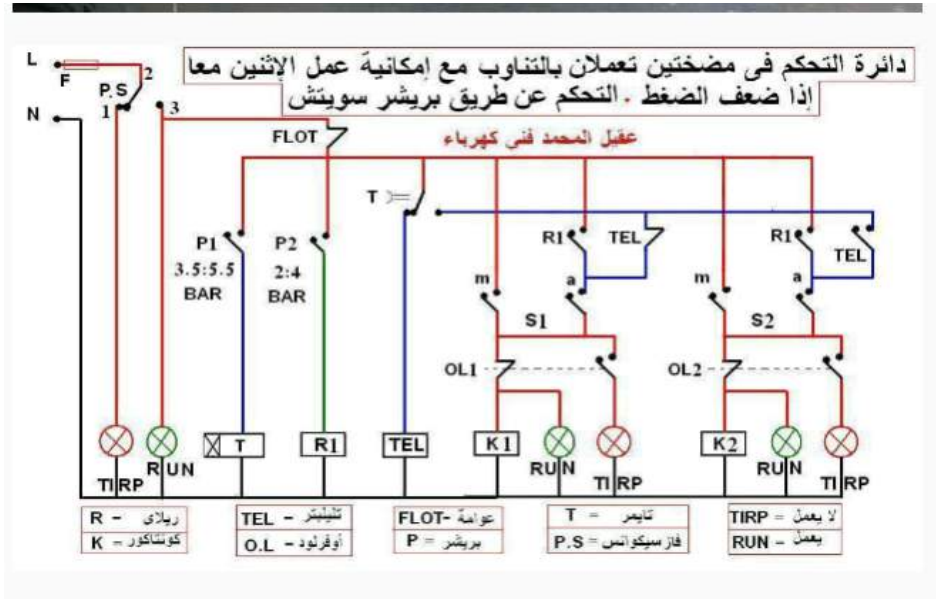 دائرة التحكم فى مضختين تعملان بالتناوب مع إمكانية عمل الإثنين معا
إذا ضعف الضغط . التحكم عن طريق بريشر سويتش
عقيل المحمد فني كهرباء
L
F
2
P.S
1
3
N
FLOT
T
P1
3.5:5.5
BAR
P2
2:4
BAR
R1
TEL
R1
TEL
m
a
S1
m
a
S2
OL1
OL2
T
R1
TEL
K1
K2
TIRP
RUN
RUN
TIRP
RUN
TIRP
R - ريلاى
K - كونتاكور
TEL - تليلبتر
O.L - أوفرلود
FLOT- عوامة
P = بريشر
T = تايمر
P.S = فازسيكوانس
TIRP = لا يعمل
RUN - يعمل